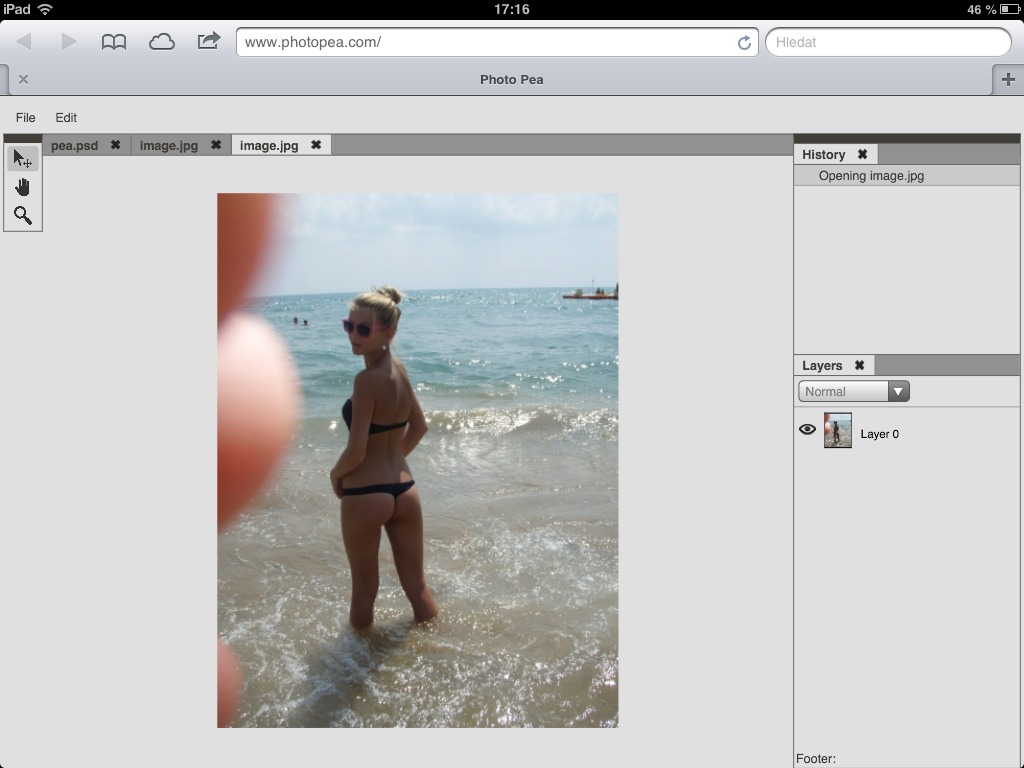 iPad 17:16 46 %
www.photopea.com/ Hledat
Photo Pea
File Edit
pea.psd image.jpg image.jpg
History
Opening image.jpg
Layers
Normal
Layer 0
Footer: